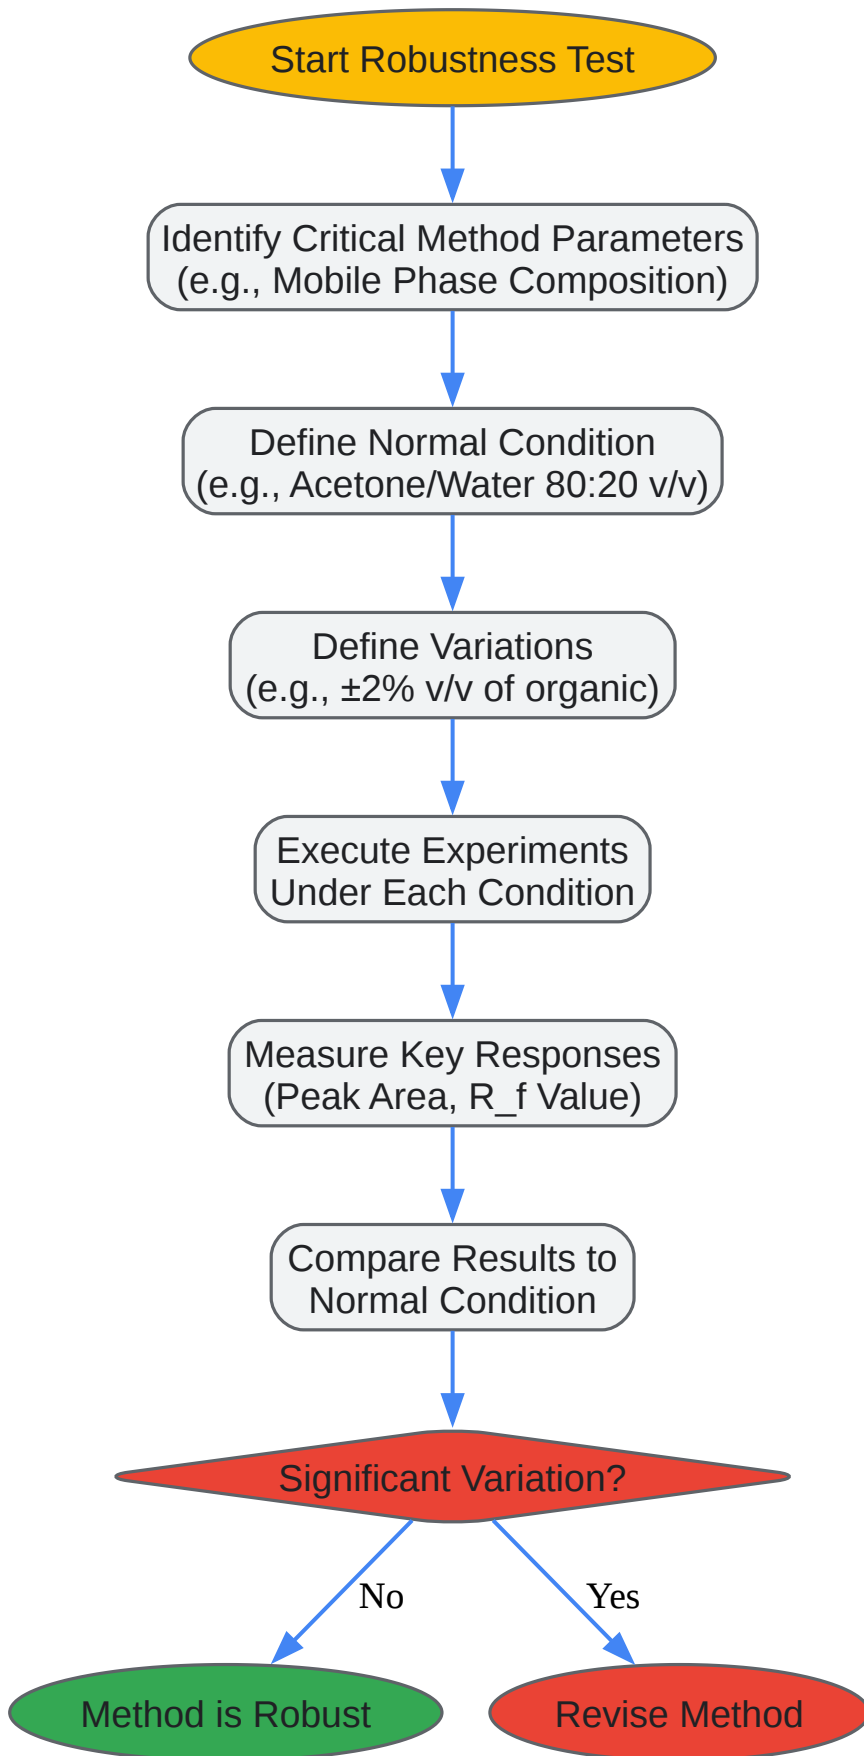 Start Robustness Test
Identify Critical Method Parameters
(e.g., Mobile Phase Composition)
Define Normal Condition
(e.g., Acetone/Water 80:20 v/v)
Define Variations
(e.g., ±2% v/v of organic)
Execute Experiments
Under Each Condition
Measure Key Responses
(Peak Area, R_f Value)
Compare Results to
Normal Condition
Significant Variation?
No
Yes
Method is Robust
Revise Method